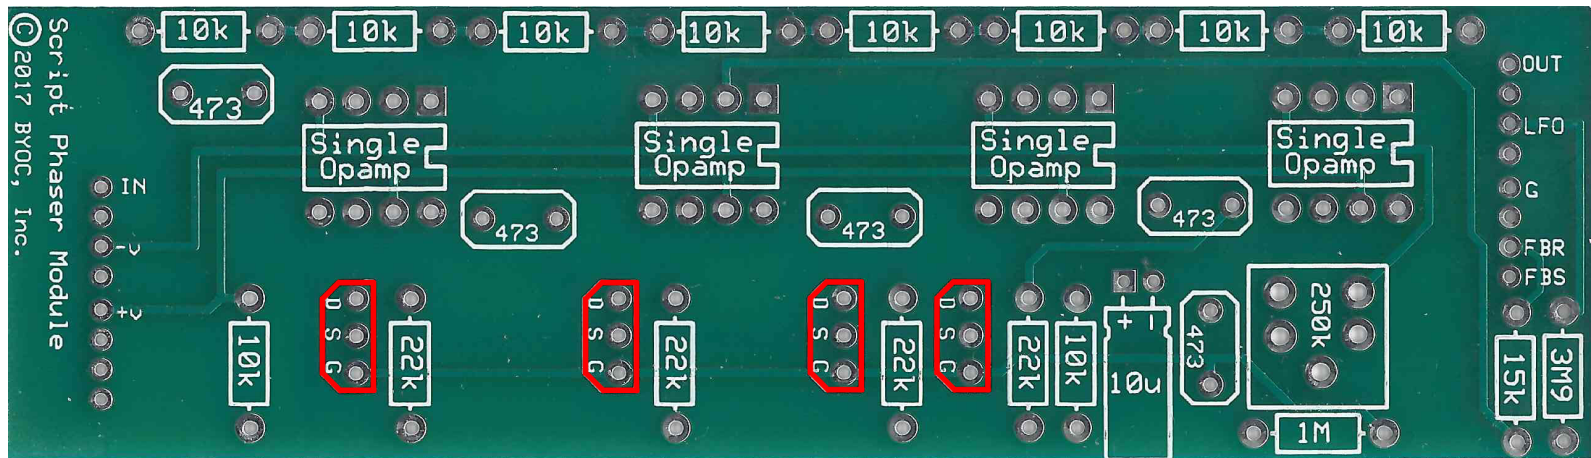 ©2017 BYOC, Inc.
Script Phaser Module
10k
10k
10k
10k
10k
10k
10k
10k
473
Single
Opamp
Single
Opamp
Single
Opamp
Single
Opamp
OUT
LFO
G
FBR
FBS
IN
-v
+v
473
473
473
10k
D
S
G
22k
D
S
G
22k
D
S
G
22k
D
S
G
22k
10k
+ -
10u
473
250k
1M
15k
3M9